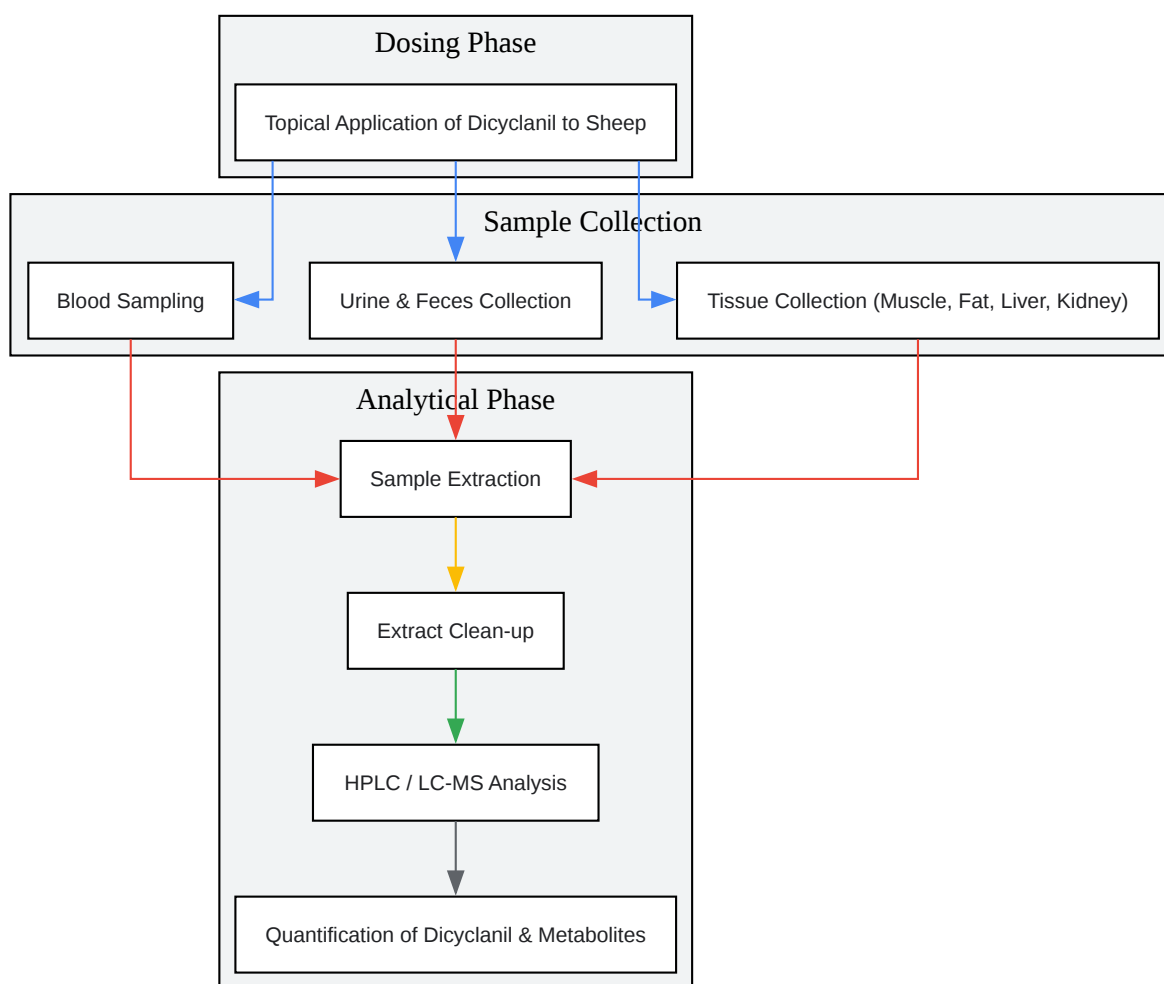 Dosing Phase
Topical Application of Dicyclanil to Sheep
Sample Collection
Blood Sampling
Urine & Feces Collection
Tissue Collection (Muscle, Fat, Liver, Kidney)
Analytical Phase
Sample Extraction
Extract Clean-up
HPLC / LC-MS Analysis
Quantification of Dicyclanil & Metabolites